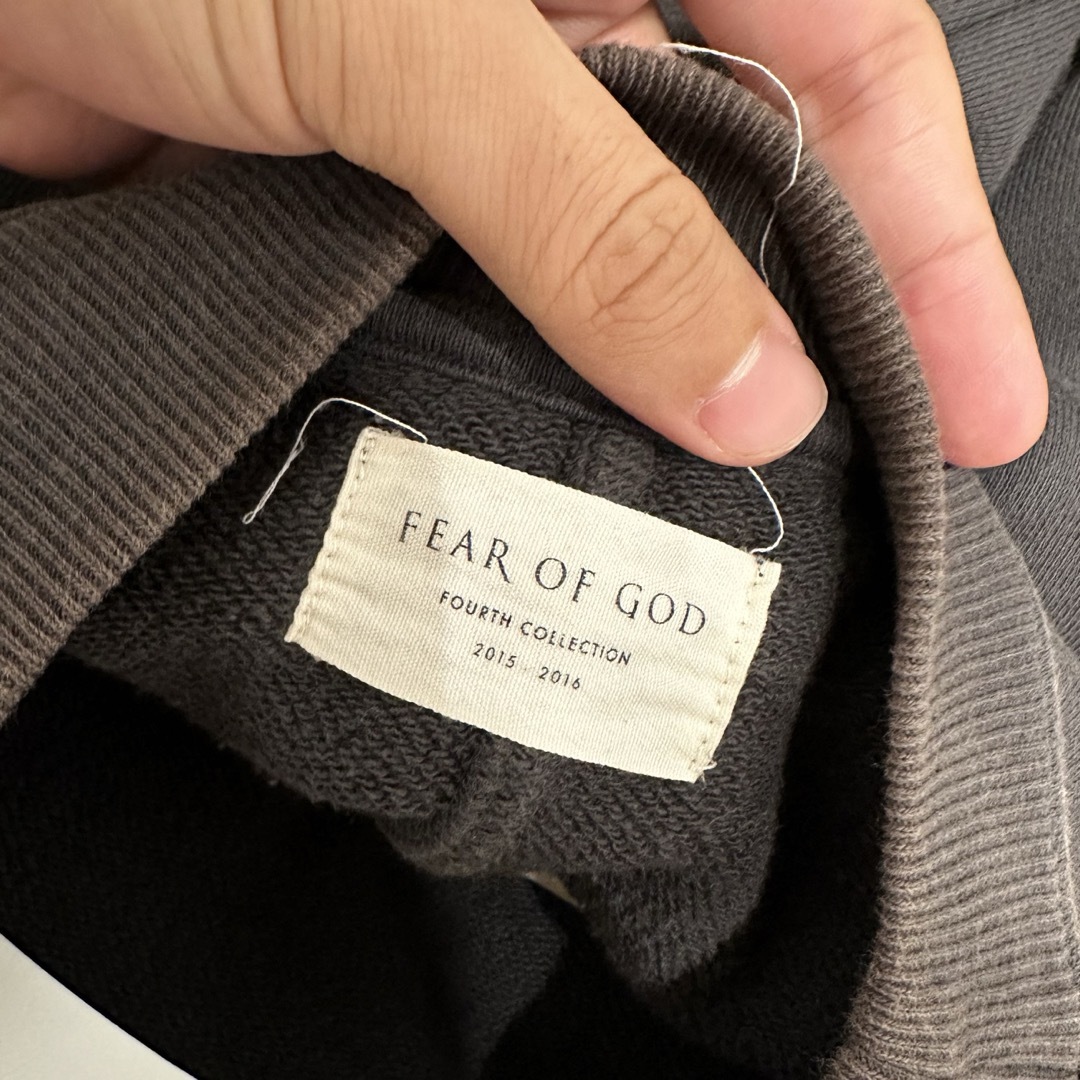 FEAR OF GOD
FOURTH COLLECTION
2015 - 2016